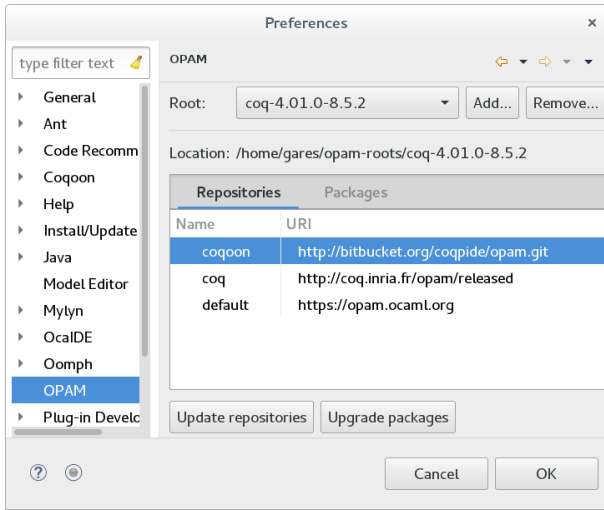 Preferences
type filter text
General
Ant
Code Recomm
Coqoon
Help
Install/Update
Java
Model Editor
Mylyn
OcaIDE
Oomph
OPAM
Plug-in Develo
OPAM
Root: coq-4.01.0-8.5.2 Add... Remove...
Location: /home/gares/opam-roots/coq-4.01.0-8.5.2
Repositories Packages
Name URI
coqoon http://bitbucket.org/coqpide/opam.git
coq http://coq.inria.fr/opam/released
default https://opam.ocaml.org
Update repositories Upgrade packages
Cancel OK